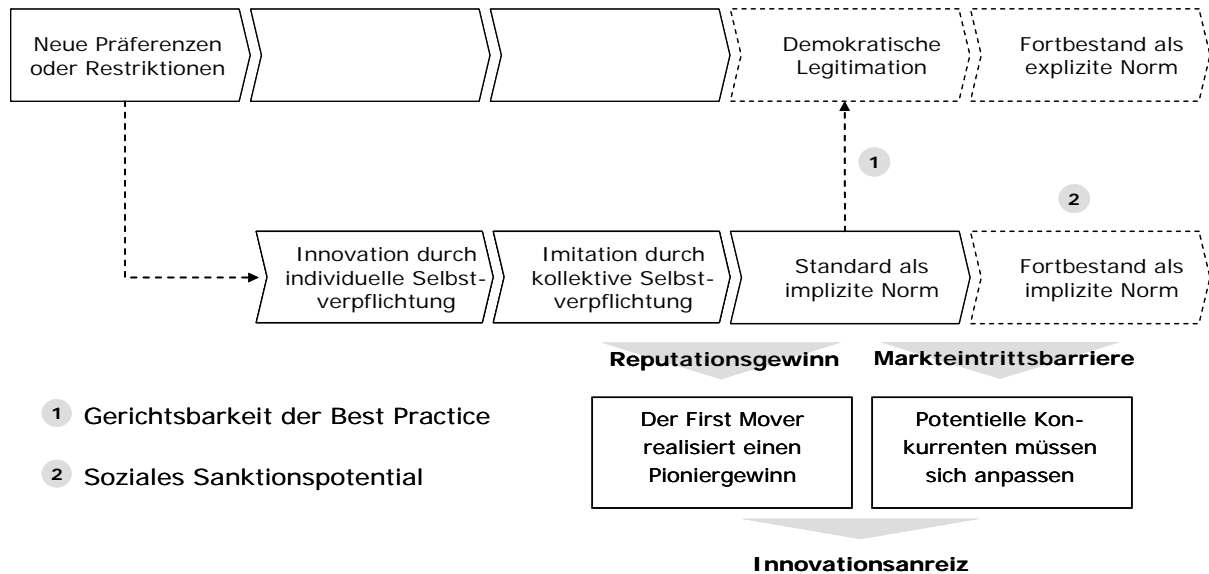 Neue Präferenzen
oder Restriktionen
Demokratische
Legitimation
Fortbestand als
explizite Norm
1
2
Innovation durch
individuelle Selbst-
verpflichtung
Imitation durch
kollektive Selbst-
verpflichtung
Standard als
implizite Norm
Fortbestand als
implizite Norm
Reputationsgewinn
Markteintrittsbarriere
1 Gerichtsbarkeit der Best Practice
2 Soziales Sanktionspotential
Der First Mover
realisiert einen
Pioniergewinn
Potentielle Kon-
kurrenten müssen
sich anpassen
Innovationsanreiz